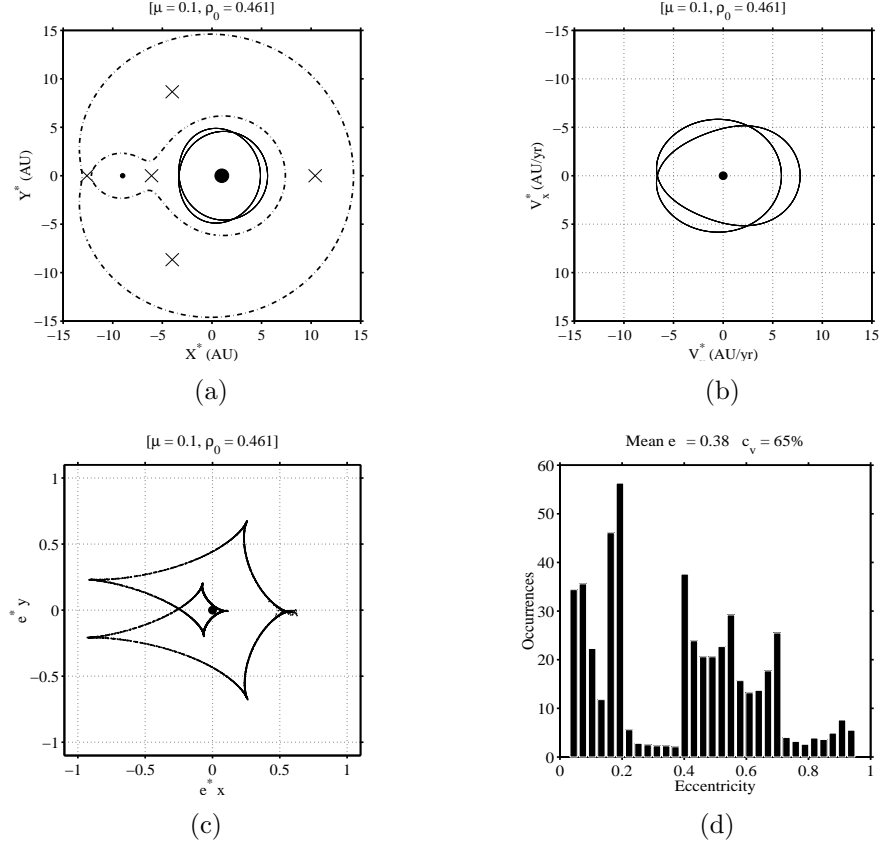 [μ = 0.1, ρ0 = 0.461]
15
10
5
0
−5
−10
−15
Y* (AU)
−15 −10 −5 0 5 10 15
X* (AU)
(a)
[μ = 0.1, ρ0 = 0.461]
−15
−10
−5
0
5
10
15
Vx* (AU/yr)
−15 −10 −5 0 5 10 15
V* (AU/yr)
(b)
[μ = 0.1, ρ0 = 0.461]
1
0.5
0
−0.5
−1
e* y
−1 −0.5 0 0.5 1
e* x
(c)
Mean e = 0.38 cv = 65%
60
50
40
30
20
10
0
Occurrences
0 0.2 0.4 0.6 0.8 1
Eccentricity
(d)